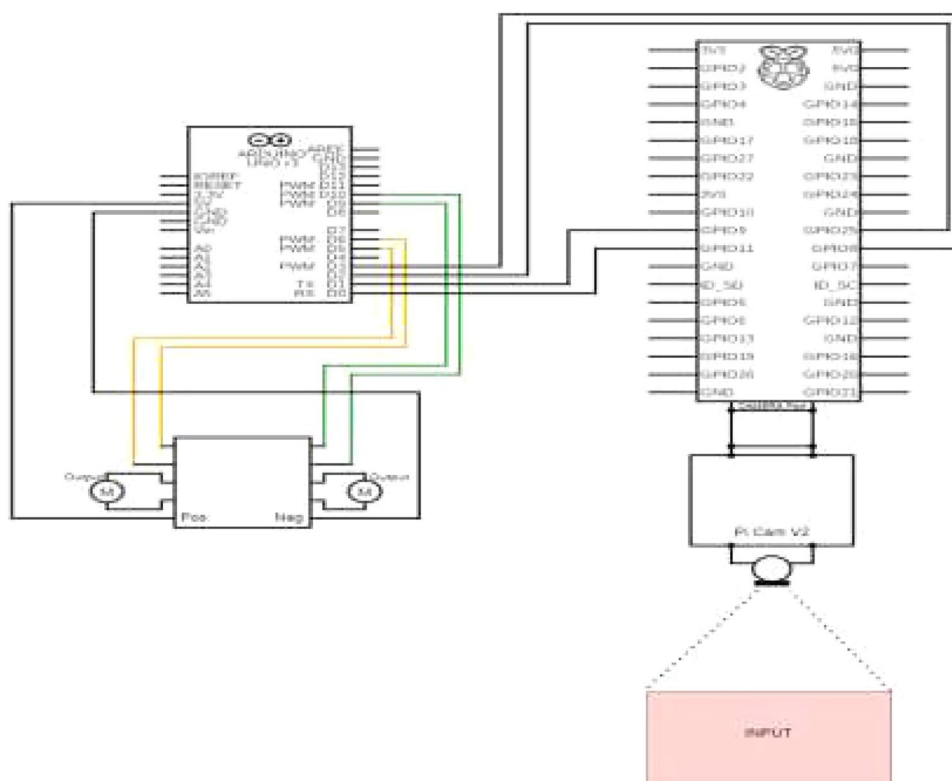 ARDUINO
UNO r3
IOREF
RESET
3.3V
5V
GND
GND
Vin
A0
A1
A2
A3
A4
A5
AREF
GND
D13
D12
PWM D11
PWM D10
PWM D9
D8
D7
PWM D6
PWM D5
D4
PWM D3
D2
TX D1
RX D0
3V3
GPIO2
GPIO3
GPIO4
GND
GPIO17
GPIO27
GPIO22
3V3
GPIO10
GPIO9
GPIO11
GND
ID_SD
GPIO5
GPIO6
GPIO13
GPIO19
GPIO26
GND
5V0
5V0
GND
GPIO14
GPIO15
GPIO18
GND
GPIO23
GPIO24
GND
GPIO25
GPIO8
GPIO7
ID_SC
GND
GPIO12
GND
GPIO16
GPIO20
GPIO21
Output
M
Output
M
Pos
Neg
Pi Cam V2
INPUT